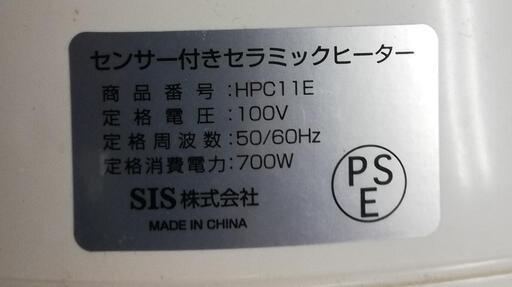 センサー付きセラミックヒーター
商品番号:HPC11E
定格電圧:100V
定格周波数:50/60Hz
定格消費電力:700W
SIS株式会社
MADE IN CHINA
PS
E